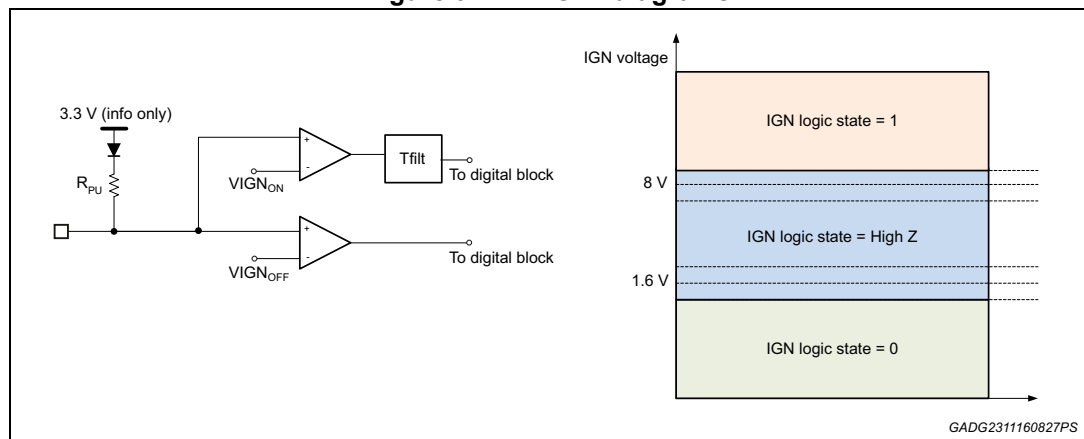 3.3 V (info only)
R_PU
VIGN_ON
Tfilt
To digital block
VIGN_OFF
To digital block
+
-
+
-
IGN voltage
IGN logic state = 1
8 V
IGN logic state = High Z
1.6 V
IGN logic state = 0
GADG2311160827PS